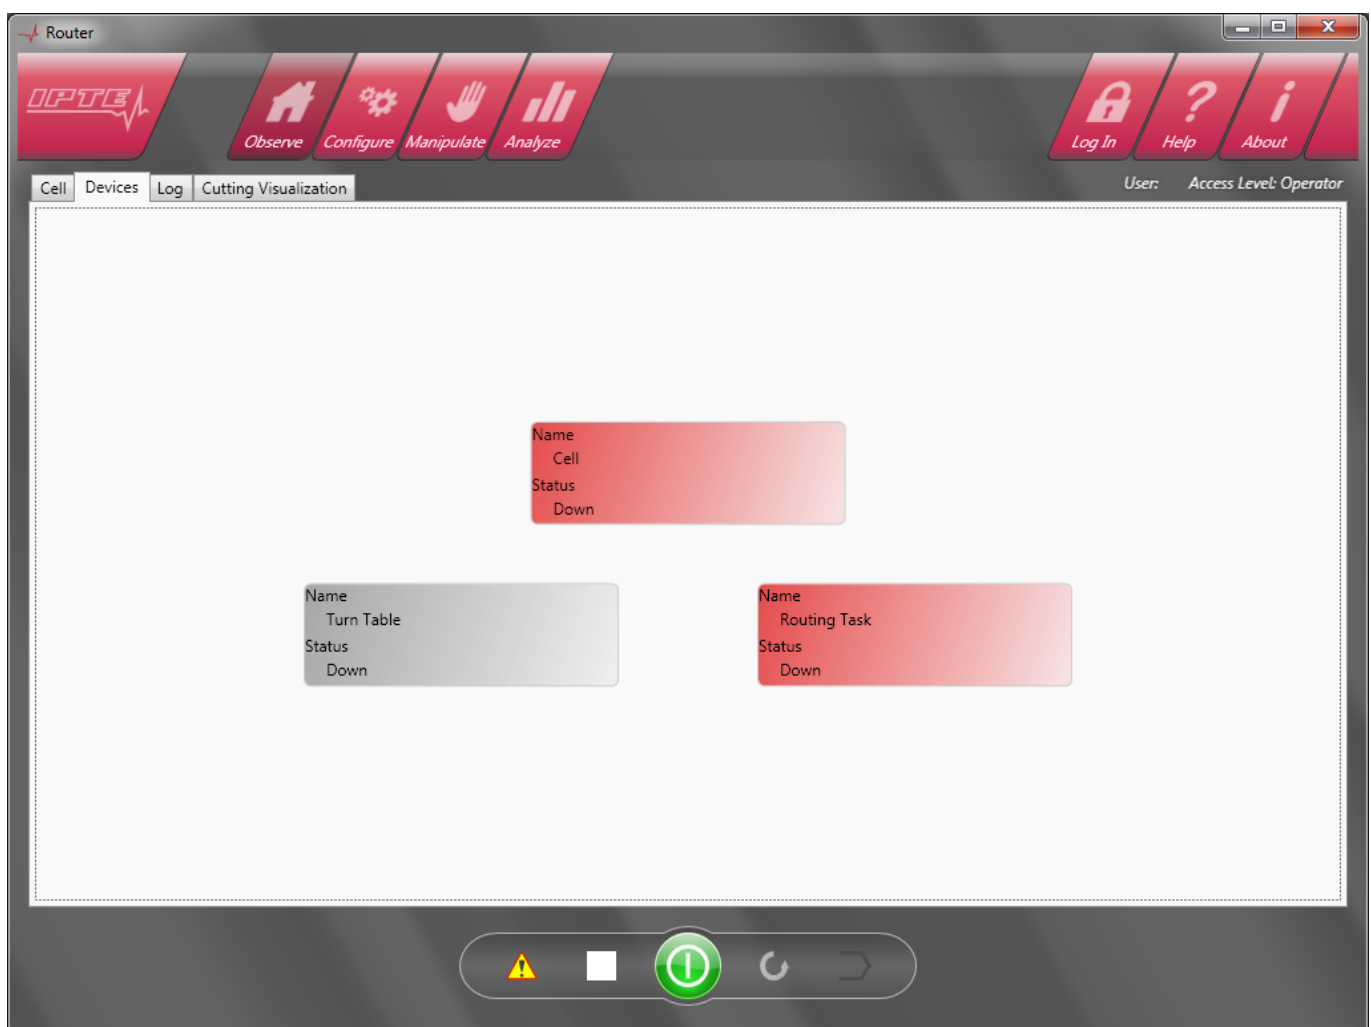 Router
IPTE
Observe Configure Manipulate Analyze
Log In Help About
Cell Devices Log Cutting Visualization
User: Access Level: Operator
Name
Cell
Status
Down
Name
Turn Table
Status
Down
Name
Routing Task
Status
Down